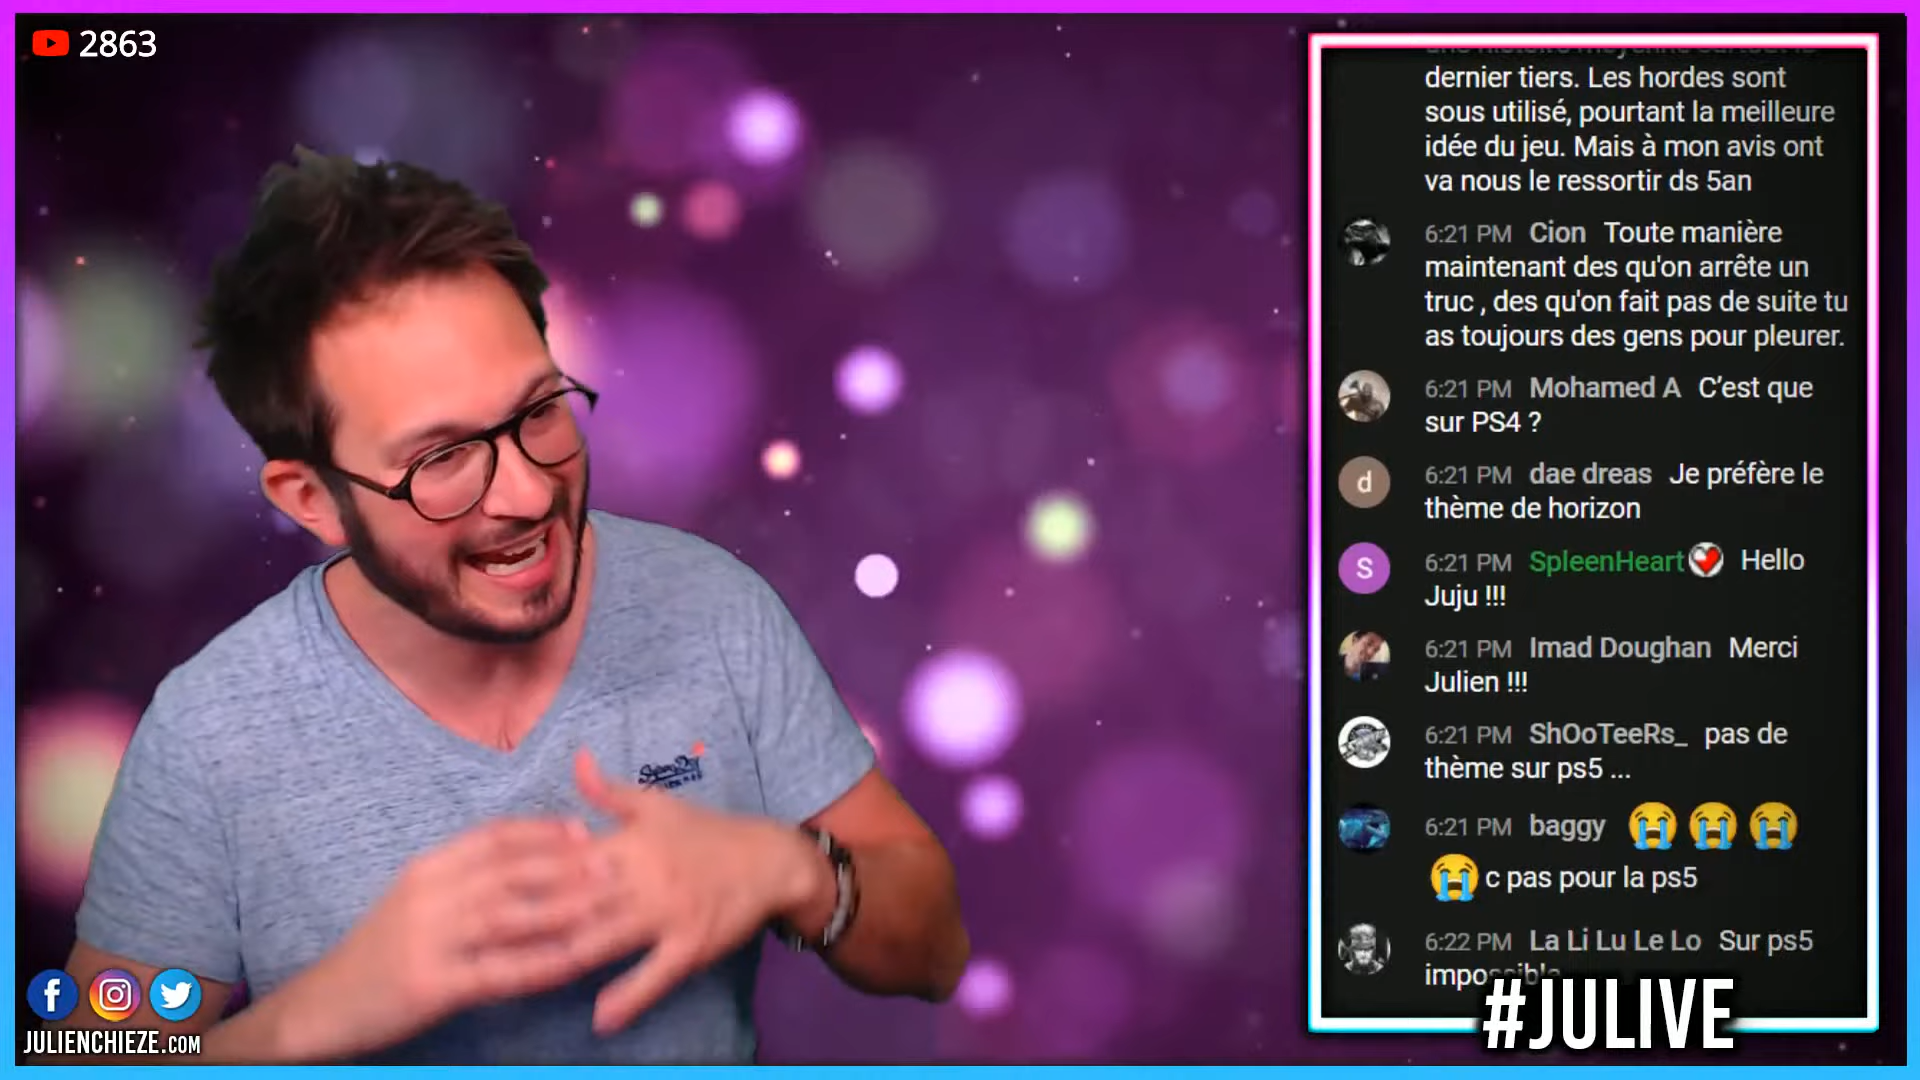 2863
dernier tiers. Les hordes sont
sous utilisé, pourtant la meilleure
idée du jeu. Mais à mon avis ont
va nous le ressortir ds 5an
6:21 PM Cion Toute manière
maintenant des qu'on arrête un
truc , des qu'on fait pas de suite tu
as toujours des gens pour pleurer.
6:21 PM Mohamed A C’est que
sur PS4 ?
d 6:21 PM dae dreas Je préfère le
thème de horizon
S 6:21 PM SpleenHeart Hello
Juju !!!
6:21 PM Imad Doughan Merci
Julien !!!
6:21 PM ShOoTeeRs_ pas de
thème sur ps5 ...
6:21 PM baggy 😭😭😭
😭 c pas pour la ps5
6:22 PM La Li Lu Le Lo Sur ps5
impossible
#JULIVE
JULIENCHIEZE.COM